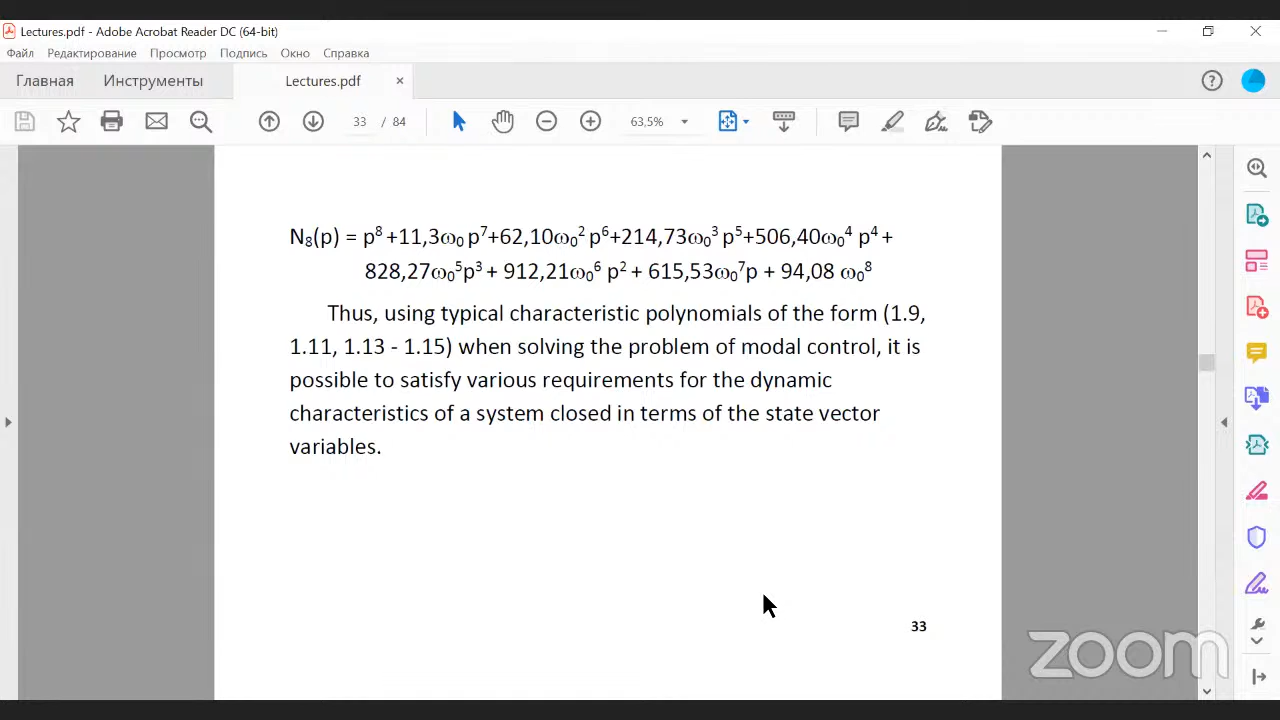 Lectures.pdf - Adobe Acrobat Reader DC (64-bit)
Файл Редактирование Просмотр Подпись Окно Справка
Главная Инструменты Lectures.pdf
33 / 84 63,5%
N₈(p) = p⁸ +11,3ω₀ p⁷+62,10ω₀² p⁶+214,73ω₀³ p⁵+506,40ω₀⁴ p⁴ +
828,27ω₀⁵p³ + 912,21ω₀⁶ p² + 615,53ω₀⁷p + 94,08 ω₀⁸
Thus, using typical characteristic polynomials of the form (1.9,
1.11, 1.13 - 1.15) when solving the problem of modal control, it is
possible to satisfy various requirements for the dynamic
characteristics of a system closed in terms of the state vector
variables.
33
zoom